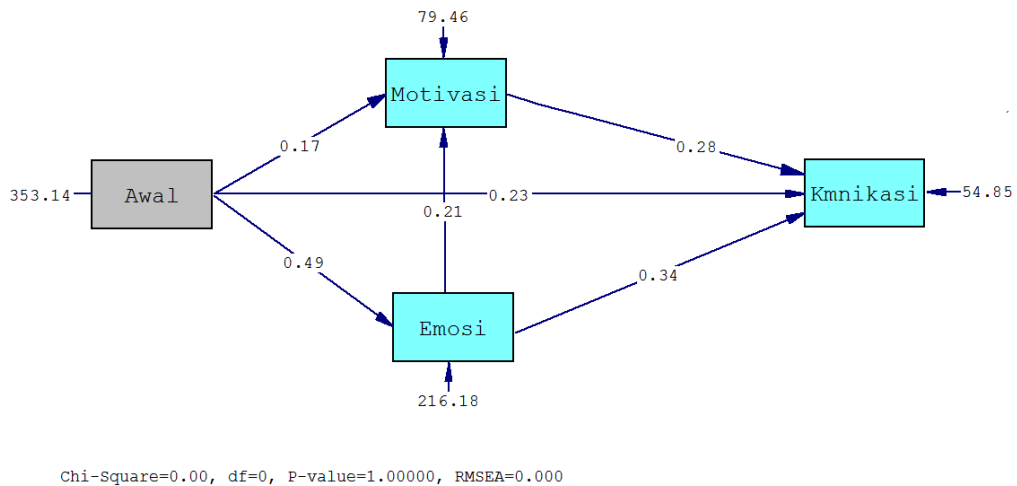 79.46
Motivasi
0.17
0.28
353.14
Awal
0.23
Kmnikasi
54.85
0.21
0.49
0.34
Emosi
216.18
Chi-Square=0.00, df=0, P-value=1.00000, RMSEA=0.000